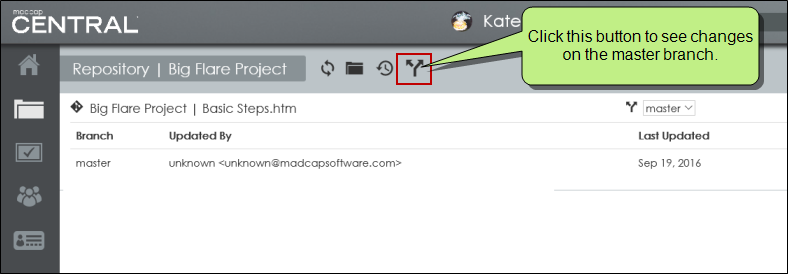 madcap
CENTRAL
Kate
Click this button to see changes
on the master branch.
Repository | Big Flare Project
Big Flare Project | Basic Steps.htm
master
Branch Updated By Last Updated
master unknown <unknown@madcapsoftware.com> Sep 19, 2016